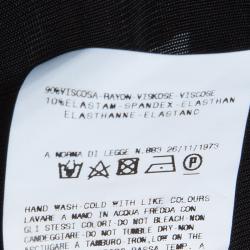 90%VISCOSA-RAYON-VISKOSE-VISCOSE
10%ELASTAM-SPANDEX-ELASTHAN
ELASTHANNE-ELASTANC
A NORMA DI LEGGE N.883 26/11/1973
HAND WASH-COLD WITH LIKE COLOURS
LAVARE A MANO IN ACQUA FREDDA CON
GLI STESSI COLORI-DO NOT BLEACH-NON
CANDEGGIARE-DO NOT TUMBLE DRY-NON
ASCIUGARE A TAMBURO-IRON,LOW ON THE